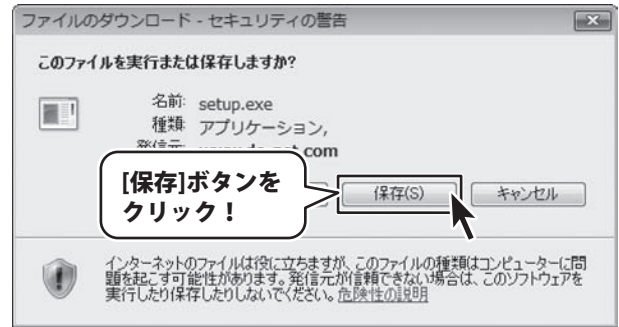 ファイルのダウンロード - セキュリティの警告
このファイルを実行または保存しますか?
名前: setup.exe
種類: アプリケーション,
発信元:
[保存]ボタンを
クリック！
保存(S)
キャンセル
インターネットのファイルは役に立ちますが、このファイルの種類はコンピューターに問
題を起こす可能性があります。発信元が信頼できない場合は、このソフトウェアを
実行したり保存したりしないでください。危険性の説明